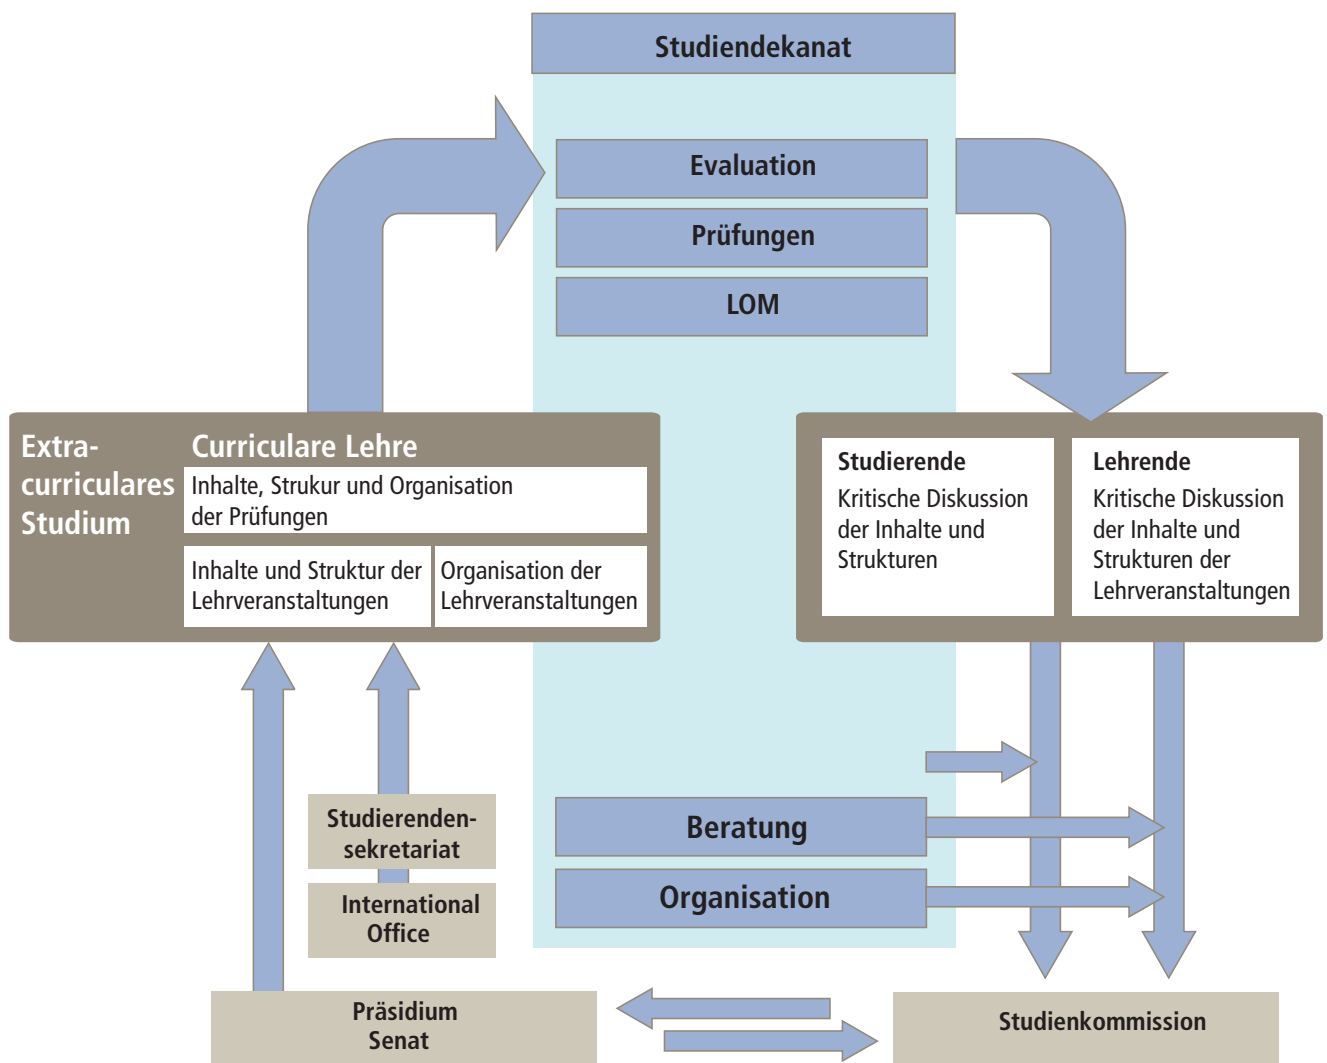 Studiendekanat
Evaluation
Prüfungen
LOM
Extra-
curriculares
Studium
Curriculare Lehre
Inhalte, Strukur und Organisation
der Prüfungen
Inhalte und Struktur der
Lehrveranstaltungen
Organisation der
Lehrveranstaltungen
Studierende
Kritische Diskussion
der Inhalte und
Strukturen
Lehrende
Kritische Diskussion
der Inhalte und
Strukturen der
Lehrveranstaltungen
Studierenden-
sekretariat
International
Office
Beratung
Organisation
Präsidium
Senat
Studienkommission